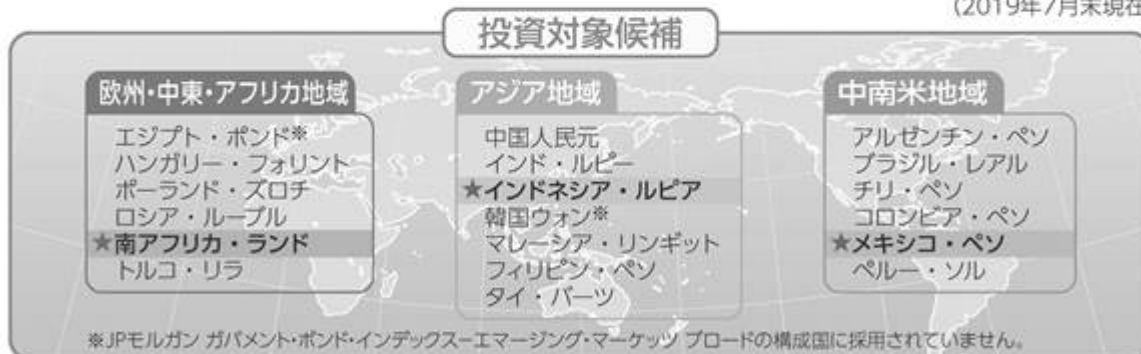 (2019年7月末現在
投資対象候補
欧州・中東・アフリカ地域
エジプト・ポンド※
ハンガリー・フォリント
ポーランド・ズロチ
ロシア・ルーブル
★南アフリカ・ランド
トルコ・リラ
アジア地域
中国人民元
インド・ルピー
★インドネシア・ルピア
韓国ウォン※
マレーシア・リンギット
フィリピン・ペソ
タイ・バーツ
中南米地域
アルゼンチン・ペソ
ブラジル・レアル
チリ・ペソ
コロンビア・ペソ
★メキシコ・ペソ
ペルー・ソル
※JPモルガン ガバメント・ボンド・インデックスーエマージング・マーケッツ ブロードの構成国に採用されていません。